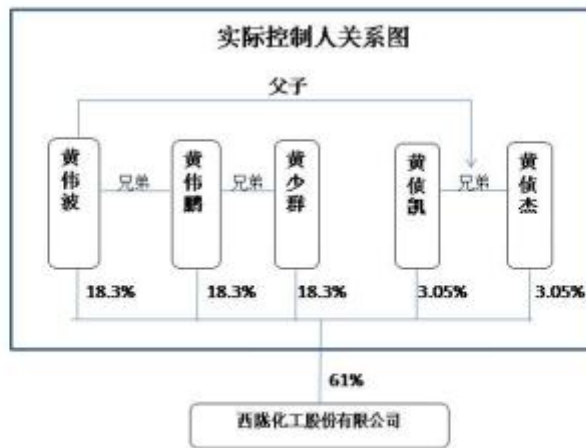 实际控制人关系图
父子
黄伟波
兄弟
黄伟鹏
兄弟
黄少群
黄侦凯
兄弟
黄侦杰
18.3%
18.3%
18.3%
3.05%
3.05%
61%
西陇化工股份有限公司